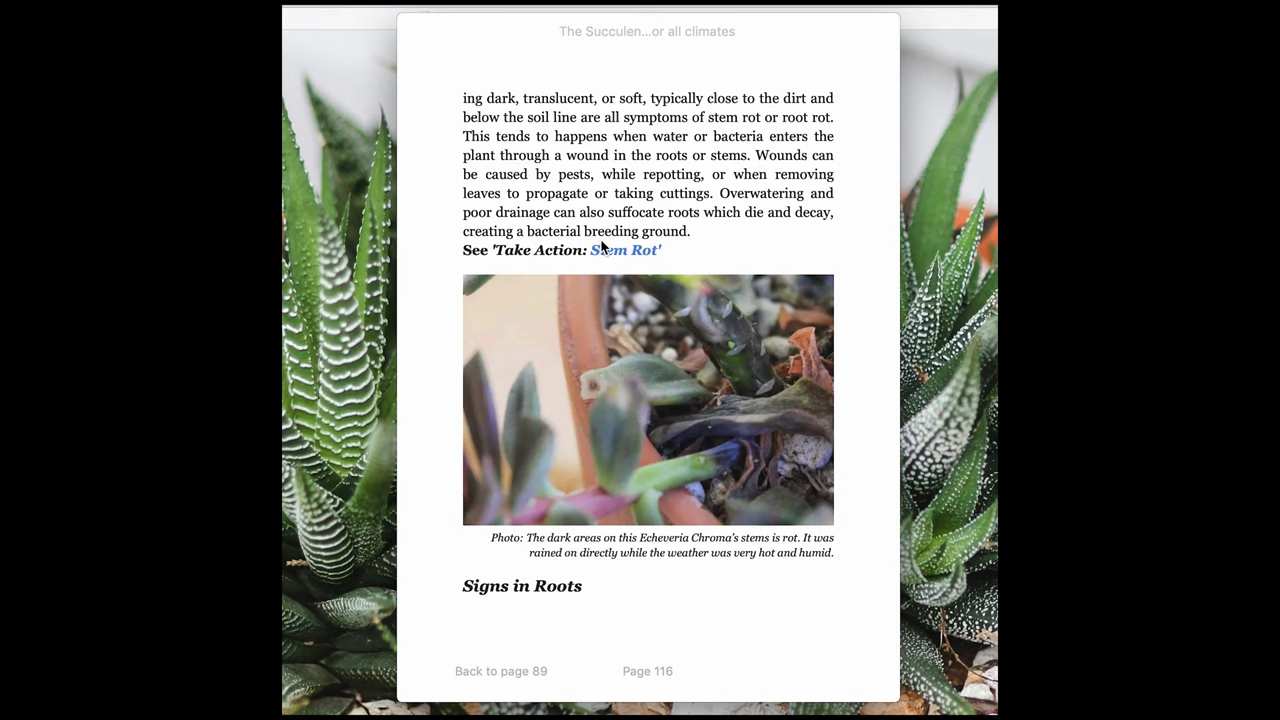 The Succulen...or all climates
ing dark, translucent, or soft, typically close to the dirt and
below the soil line are all symptoms of stem rot or root rot.
This tends to happens when water or bacteria enters the
plant through a wound in the roots or stems. Wounds can
be caused by pests, while repotting, or when removing
leaves to propagate or taking cuttings. Overwatering and
poor drainage can also suffocate roots which die and decay,
creating a bacterial breeding ground.
See 'Take Action: Stem Rot'
Photo: The dark areas on this Echeveria Chroma's stems is rot. It was
rained on directly while the weather was very hot and humid.
Signs in Roots
Back to page 89 Page 116